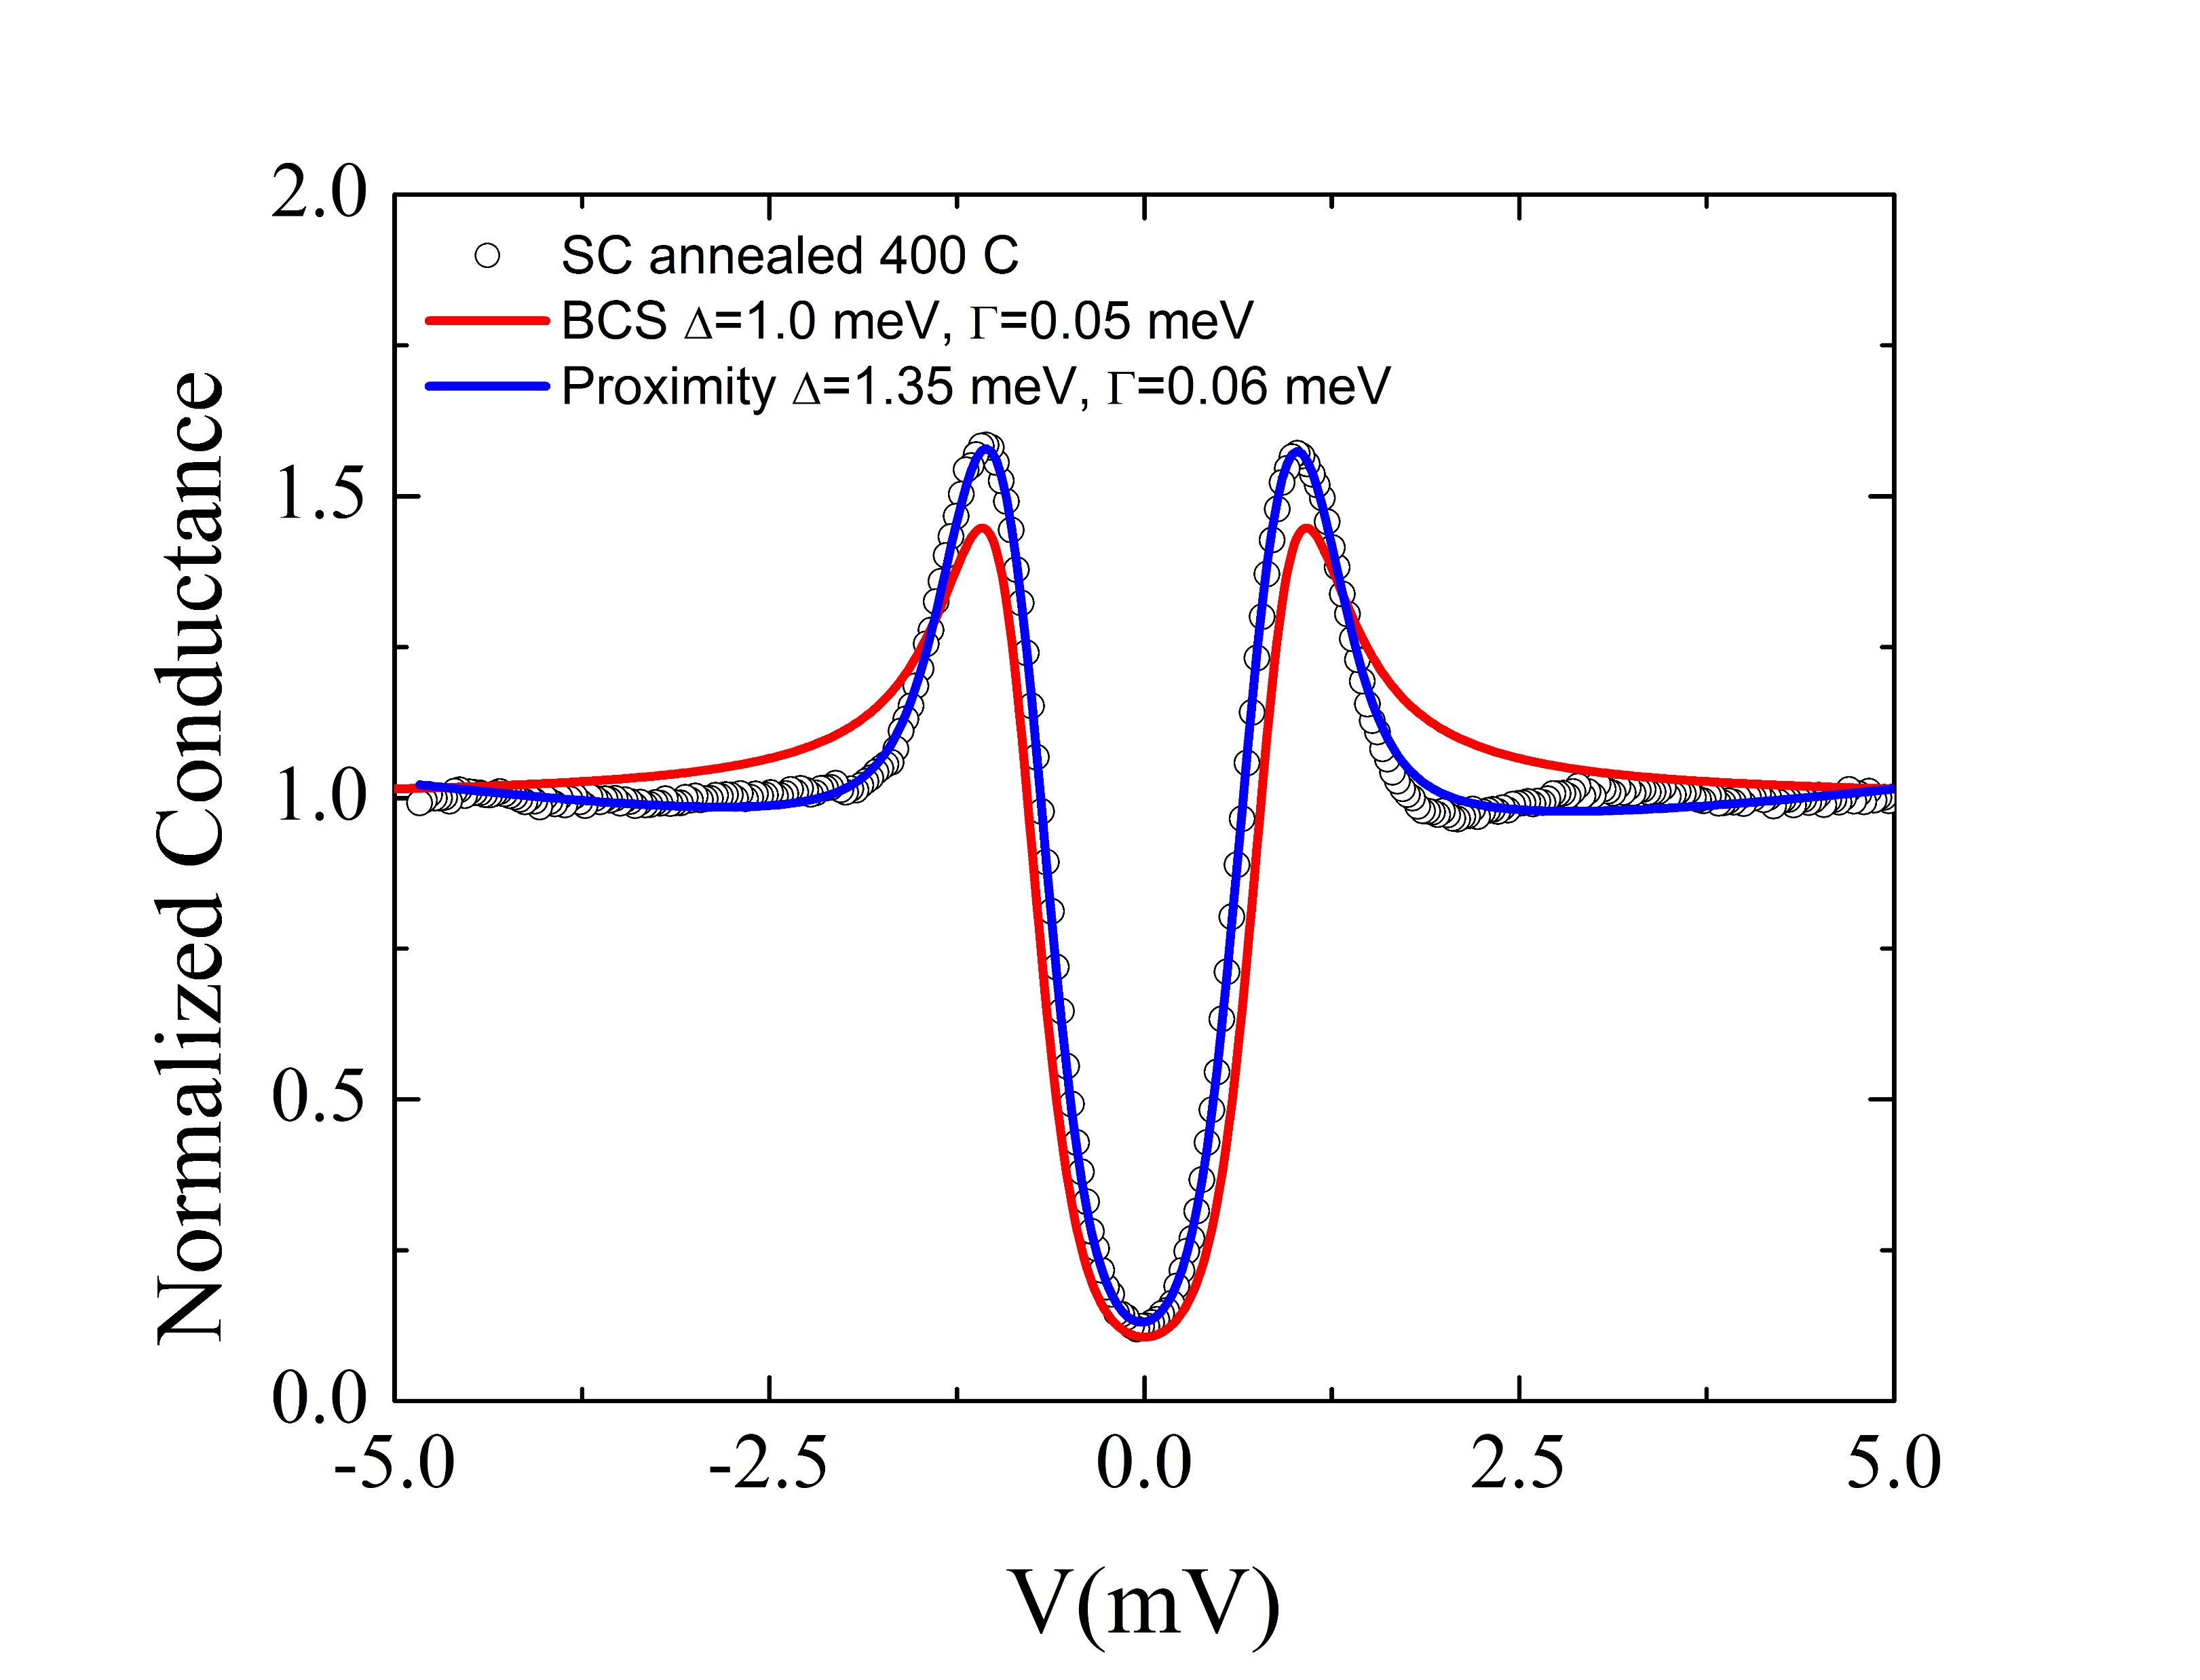 2.0
SC annealed 400 C
BCS Δ=1.0 meV, Γ=0.05 meV
Proximity Δ=1.35 meV, Γ=0.06 meV
1.5
1.0
0.5
0.0
Normalized Conductance
-5.0 -2.5 0.0 2.5 5.0
V(mV)